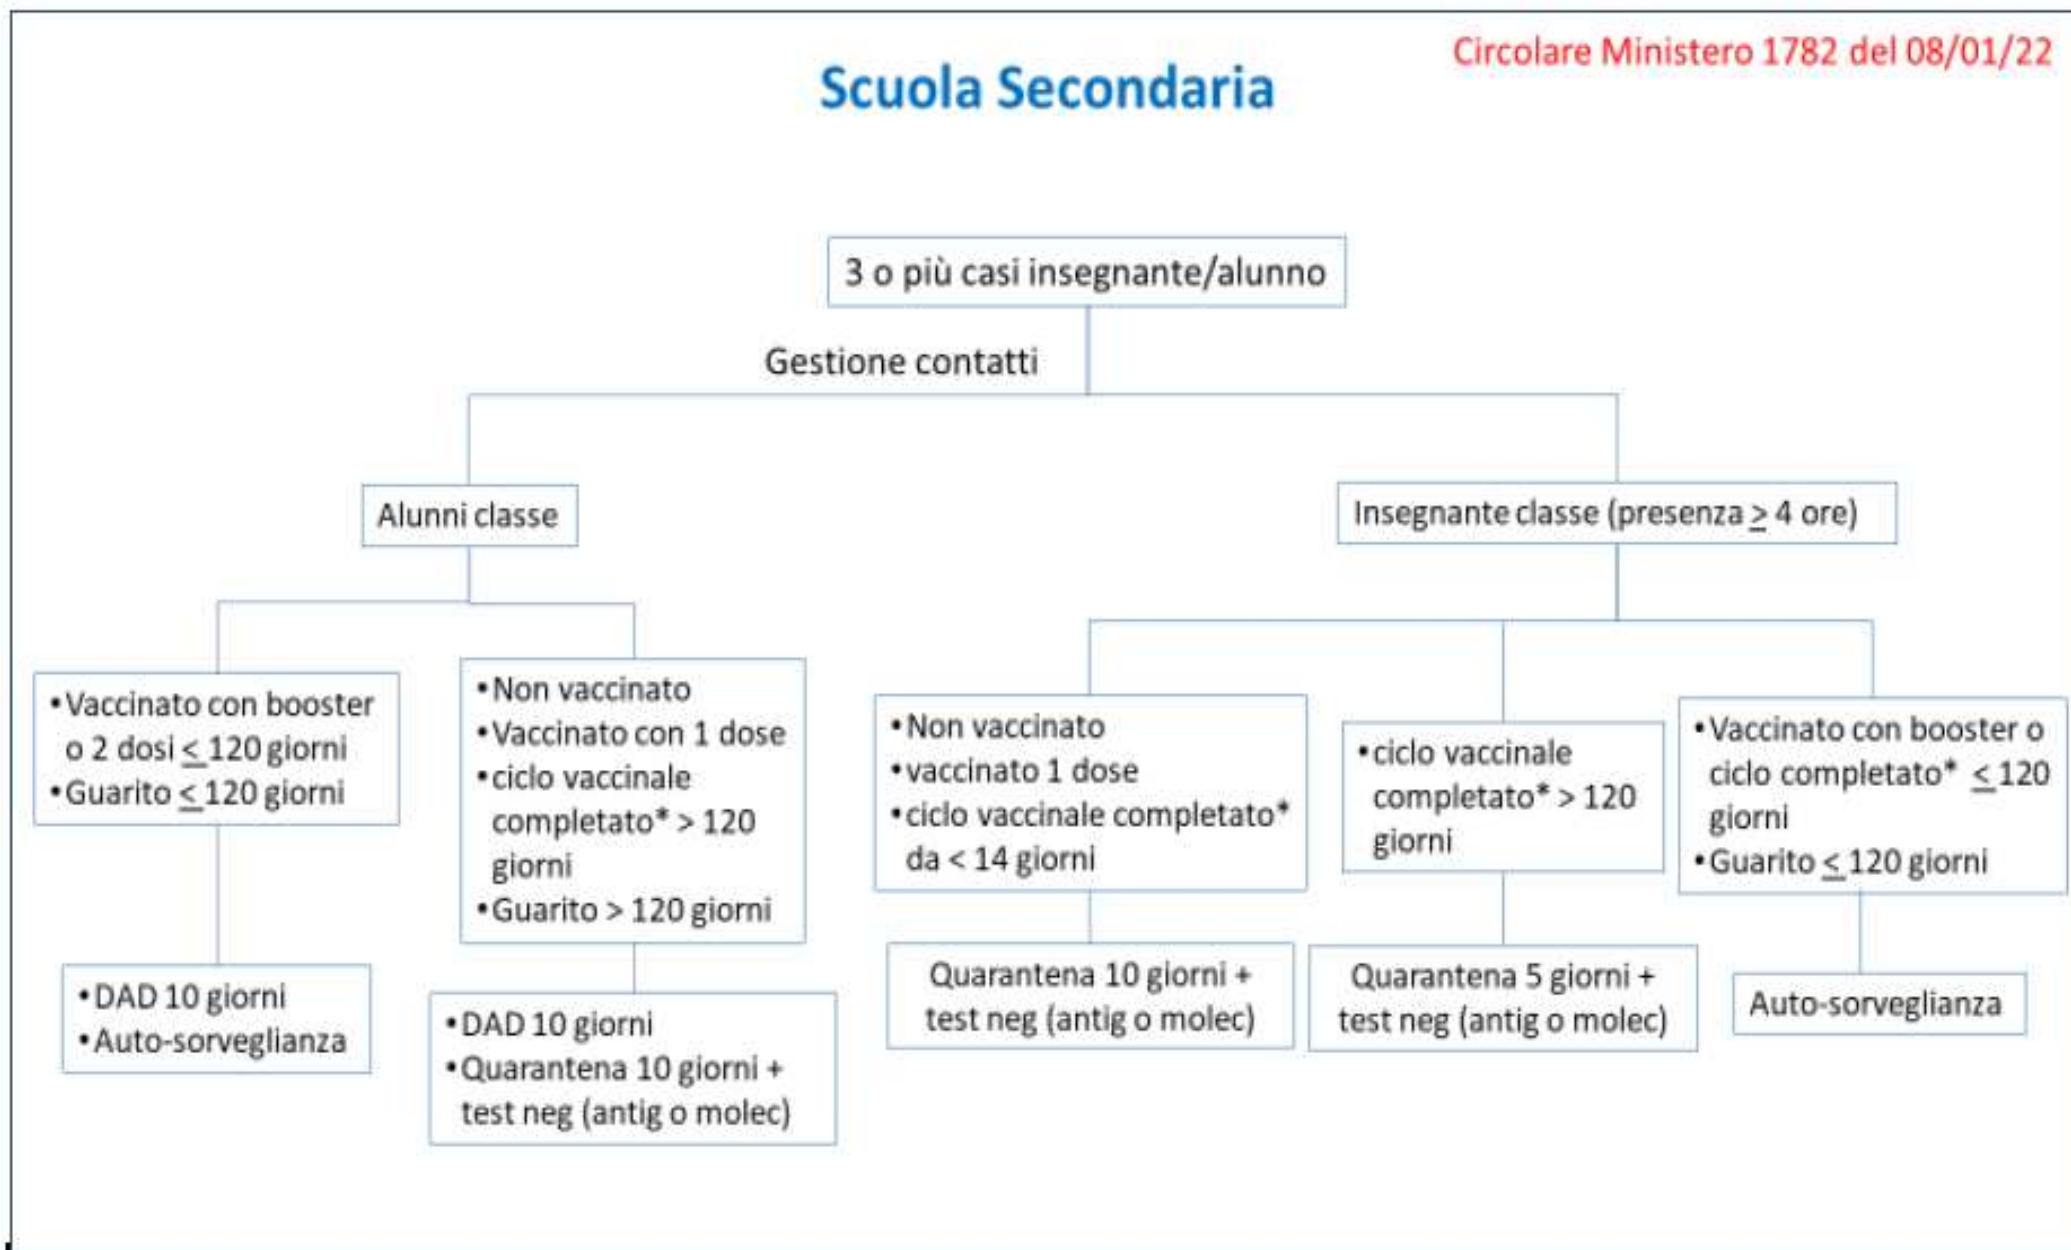 Circolare Ministero 1782 del 08/01/22
Scuola Secondaria
3 o più casi insegnante/alunno
Gestione contatti
Alunni classe
Insegnante classe (presenza ≥ 4 ore)
•Vaccinato con booster
o 2 dosi ≤ 120 giorni
•Guarito ≤ 120 giorni
•Non vaccinato
•Vaccinato con 1 dose
•ciclo vaccinale
completato* > 120
giorni
•Guarito > 120 giorni
•Non vaccinato
•vaccinato 1 dose
•ciclo vaccinale completato*
da < 14 giorni
•ciclo vaccinale
completato* > 120
giorni
•Vaccinato con booster o
ciclo completato* ≤ 120
giorni
•Guarito ≤ 120 giorni
•DAD 10 giorni
•Auto-sorveglianza
•DAD 10 giorni
•Quarantena 10 giorni +
test neg (antig o molec)
Quarantena 10 giorni +
test neg (antig o molec)
Quarantena 5 giorni +
test neg (antig o molec)
Auto-sorveglianza